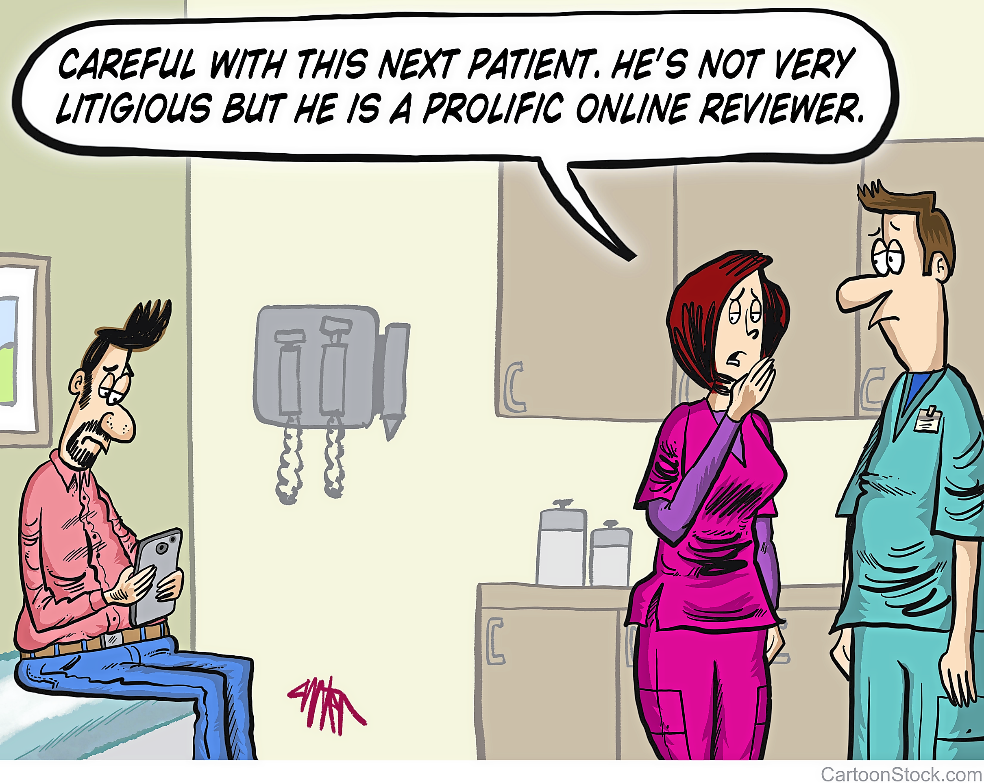 CAREFUL WITH THIS NEXT PATIENT. HE'S NOT VERY
LITIGIOUS BUT HE IS A PROLIFIC ONLINE REVIEWER.
CartoonStock.com